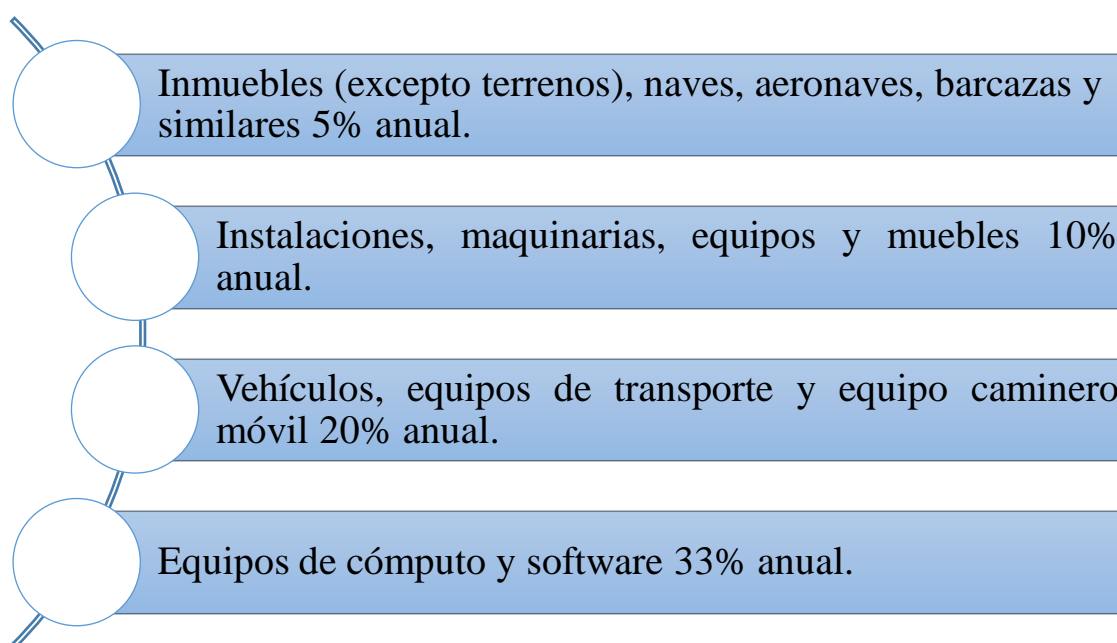 Inmuebles (excepto terrenos), naves, aeronaves, barcazas y
similares 5% anual.
Instalaciones, maquinarias, equipos y muebles 10%
anual.
Vehículos, equipos de transporte y equipo caminero
móvil 20% anual.
Equipos de cómputo y software 33% anual.